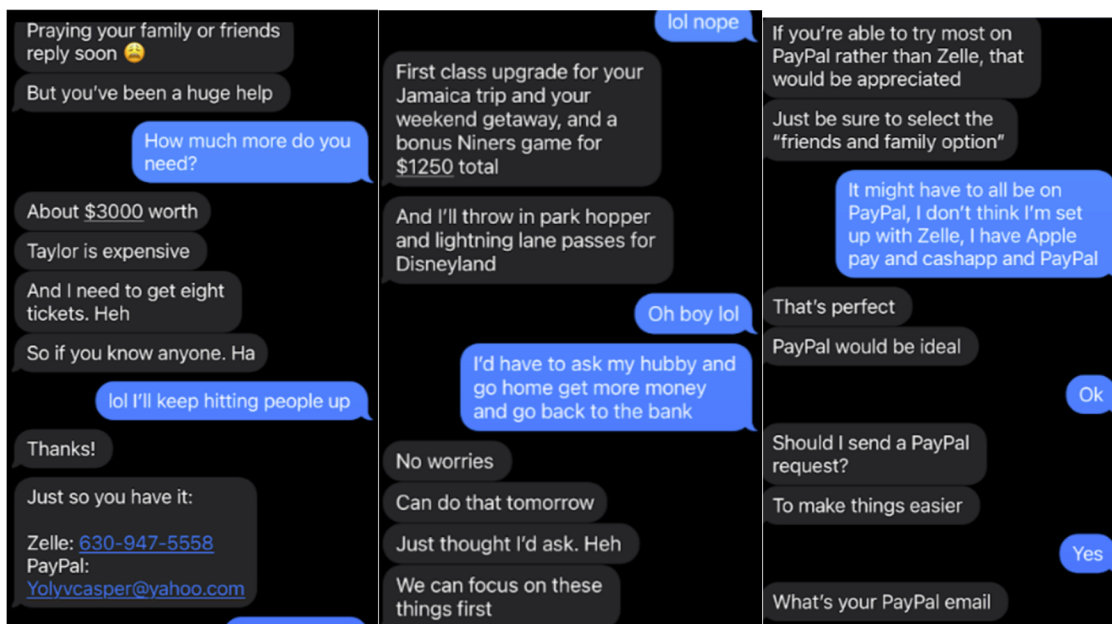 Praying your family or friends
reply soon 😩
But you've been a huge help
How much more do you
need?
About $3000 worth
Taylor is expensive
And I need to get eight
tickets. Heh
So if you know anyone. Ha
lol I'll keep hitting people up
Thanks!
Just so you have it:
Zelle: 630-947-5558
PayPal:
Yolyvcasper@yahoo.com
lol nope
First class upgrade for your
Jamaica trip and your
weekend getaway, and a
bonus Niners game for
$1250 total
And I'll throw in park hopper
and lightning lane passes for
Disneyland
Oh boy lol
I'd have to ask my hubby and
go home get more money
and go back to the bank
No worries
Can do that tomorrow
Just thought I'd ask. Heh
We can focus on these
things first
If you're able to try most on
PayPal rather than Zelle, that
would be appreciated
Just be sure to select the
“friends and family option”
It might have to all be on
PayPal, I don't think I'm set
up with Zelle, I have Apple
pay and cashapp and PayPal
That's perfect
PayPal would be ideal
Ok
Should I send a PayPal
request?
To make things easier
Yes
What's your PayPal email